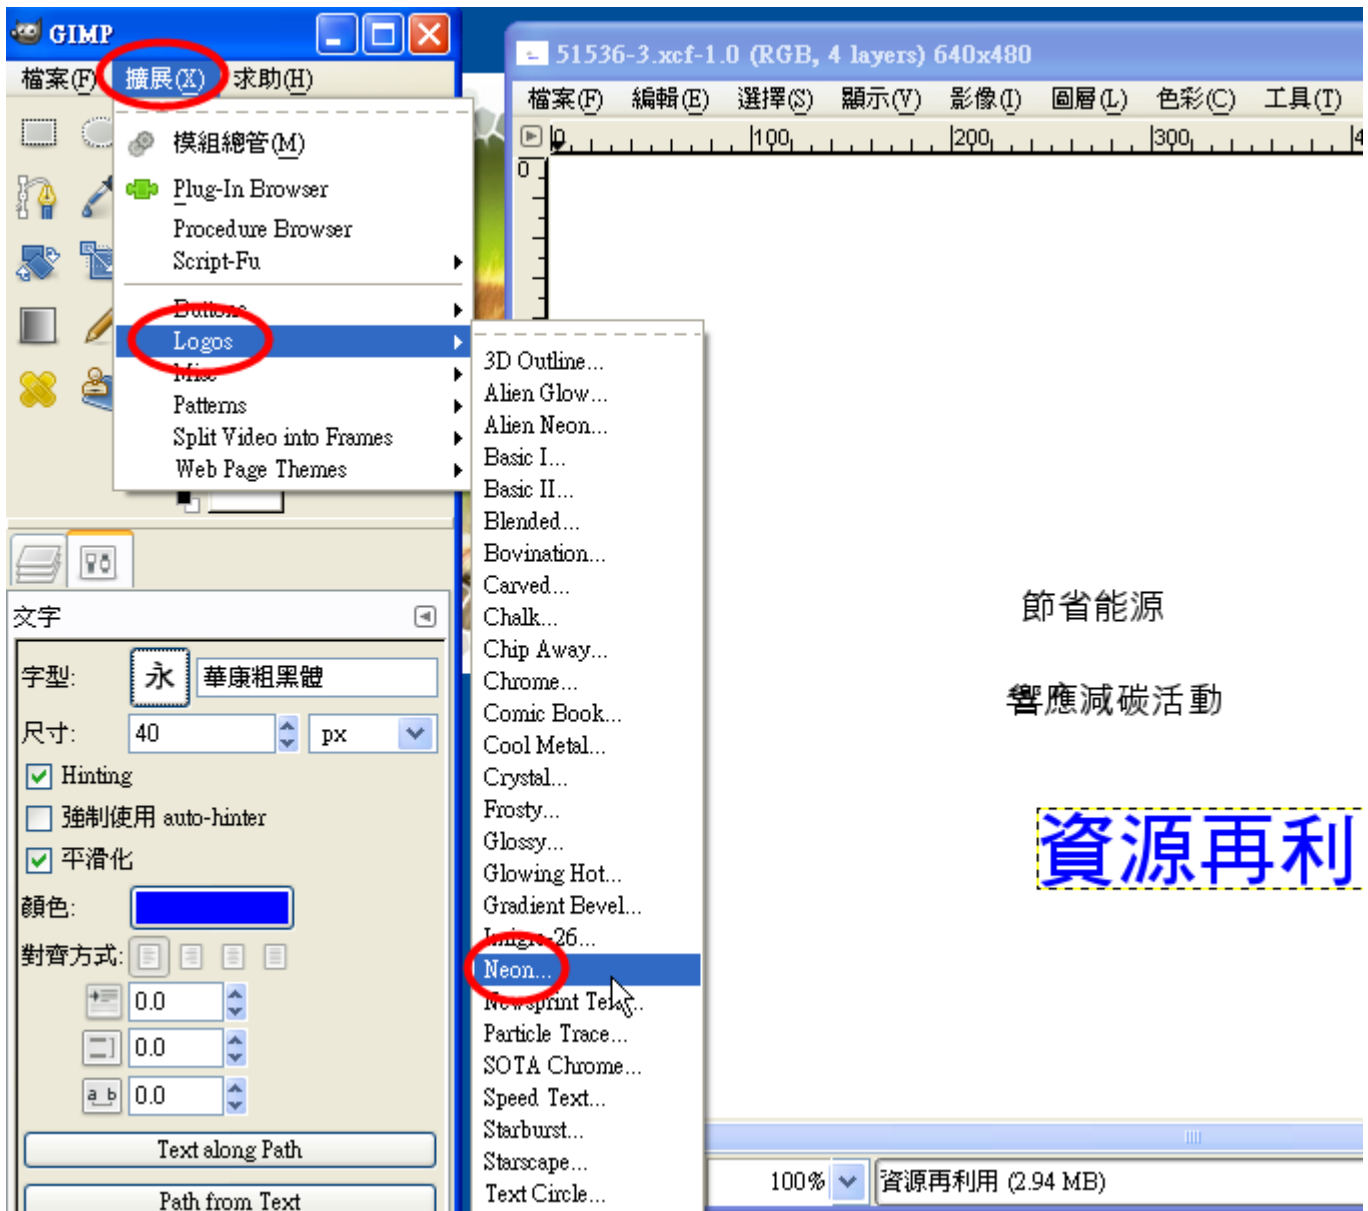 GIMP
檔案(F) 擴展(X) 求助(H)
模組總管(M)
Plug-In Browser
Procedure Browser
Script-Fu
Buttons
Logos
Misc
Patterns
Split Video into Frames
Web Page Themes
3D Outline...
Alien Glow...
Alien Neon...
Basic I...
Basic II...
Blended...
Bovination...
Carved...
Chalk...
Chip Away...
Chrome...
Comic Book...
Cool Metal...
Crystal...
Frosty...
Glossy...
Glowing Hot...
Gradient Bevel...
Imigre-26...
Neon...
Newsprint Text...
Particle Trace...
SOTA Chrome...
Speed Text...
Starburst...
Starscape...
Text Circle...
文字
字型: 永 華康粗黑體
尺寸: 40 px
Hinting
強制使用 auto-hinter
平滑化
顏色:
對齊方式:
0.0
0.0
a b 0.0
Text along Path
Path from Text
51536-3.xcf-1.0 (RGB, 4 layers) 640x480
檔案(F) 編輯(E) 選擇(S) 顯示(V) 影像(I) 圖層(L) 色彩(C) 工具(T)
0 100 200 300 4
0
節省能源
響應減碳活動
資源再利
100% 資源再利用 (2.94 MB)